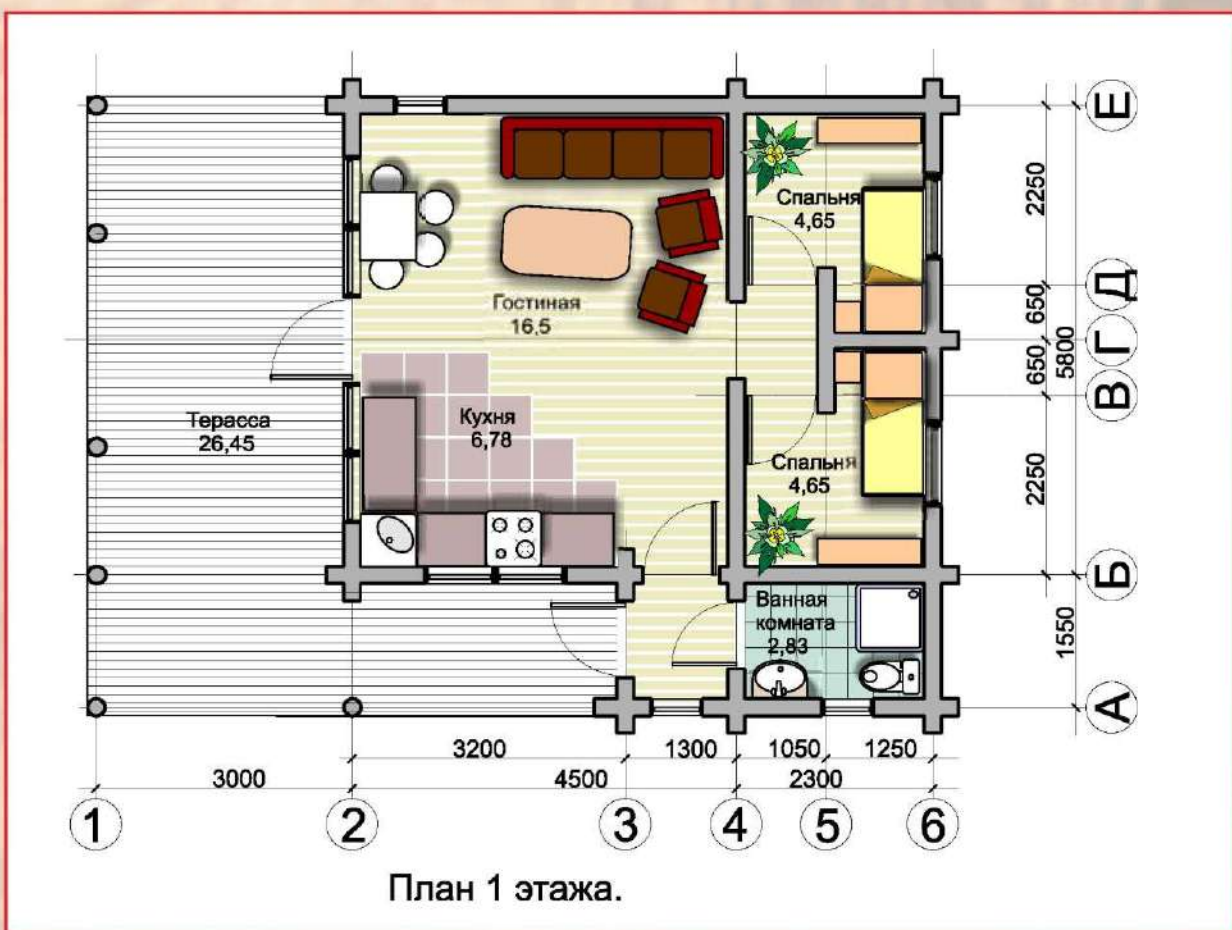 Е
Спальня
4,65
2250
Д
Гостиная
16,5
650
Г
5800
650
В
Терасса
26,45
Кухня
6,78
Спальня
4,65
2250
Б
Ванная
комната
2,83
1550
А
3200
1300
1050
1250
3000
4500
2300
1
2
3
4
5
6
План 1 этажа.